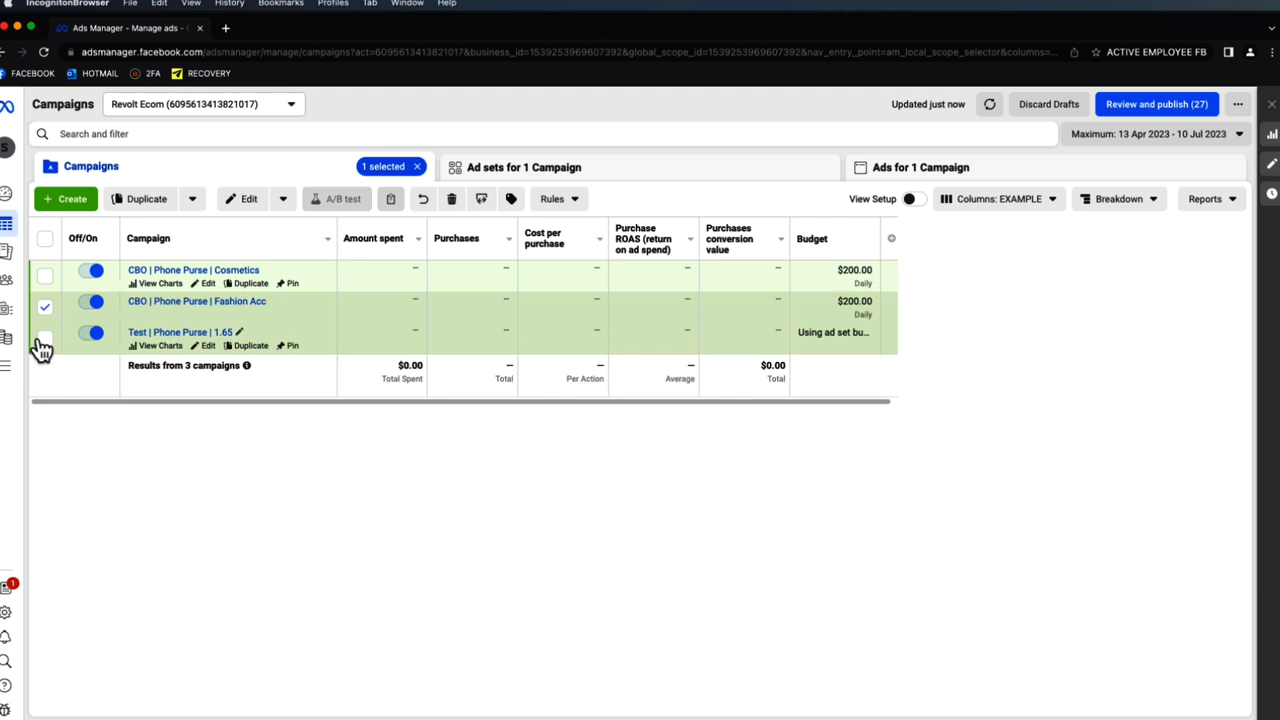 IncognitonBrowser File Edit View History Bookmarks Profiles Tab Window Help
Ads Manager - Manage ads - C
adsmanager.facebook.com/adsmanager/manage/campaigns?act=6095613413821017&business_id=1539253969607392&global_scope_id=1539253969607392&nav_entry_point=am_local_scope_selector&columns=... ACTIVE EMPLOYEE FB
FACEBOOK HOTMAIL 2FA RECOVERY
Campaigns Revolt Ecom (6095613413821017) Updated just now Discard Drafts Review and publish (27)
Search and filter Maximum: 13 Apr 2023 - 10 Jul 2023
S
Campaigns 1 selected Ad sets for 1 Campaign Ads for 1 Campaign
+ Create Duplicate Edit A/B test Rules View Setup Columns: EXAMPLE Breakdown Reports
Off/On Campaign Amount spent Purchases Cost per purchase Purchase ROAS (return on ad spend) Purchases conversion value Budget
CBO | Phone Purse | Cosmetics – – – – – $200.00
View Charts Edit Duplicate Pin Daily
CBO | Phone Purse | Fashion Acc – – – – – $200.00
Daily
Test | Phone Purse | 1.65 – – – – – Using ad set bu...
View Charts Edit Duplicate Pin
Results from 3 campaigns $0.00 – – – $0.00
Total Spent Total Per Action Average Total
1